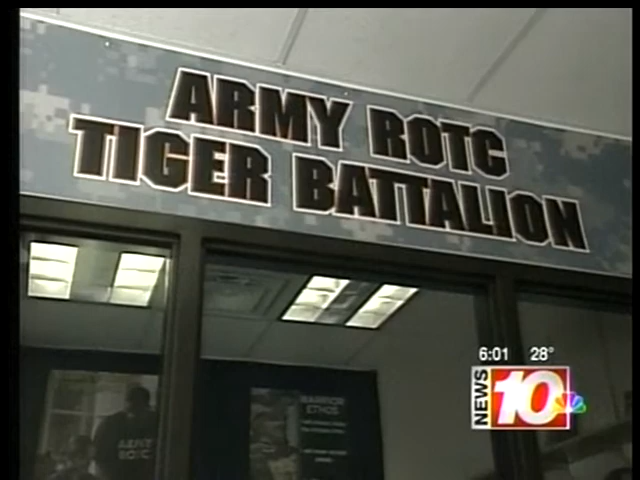 ARMY ROTC
TIGER BATTALION
6:01 28°
NEWS 10
WARRIOR
ETHOS
ARMY
ROTC